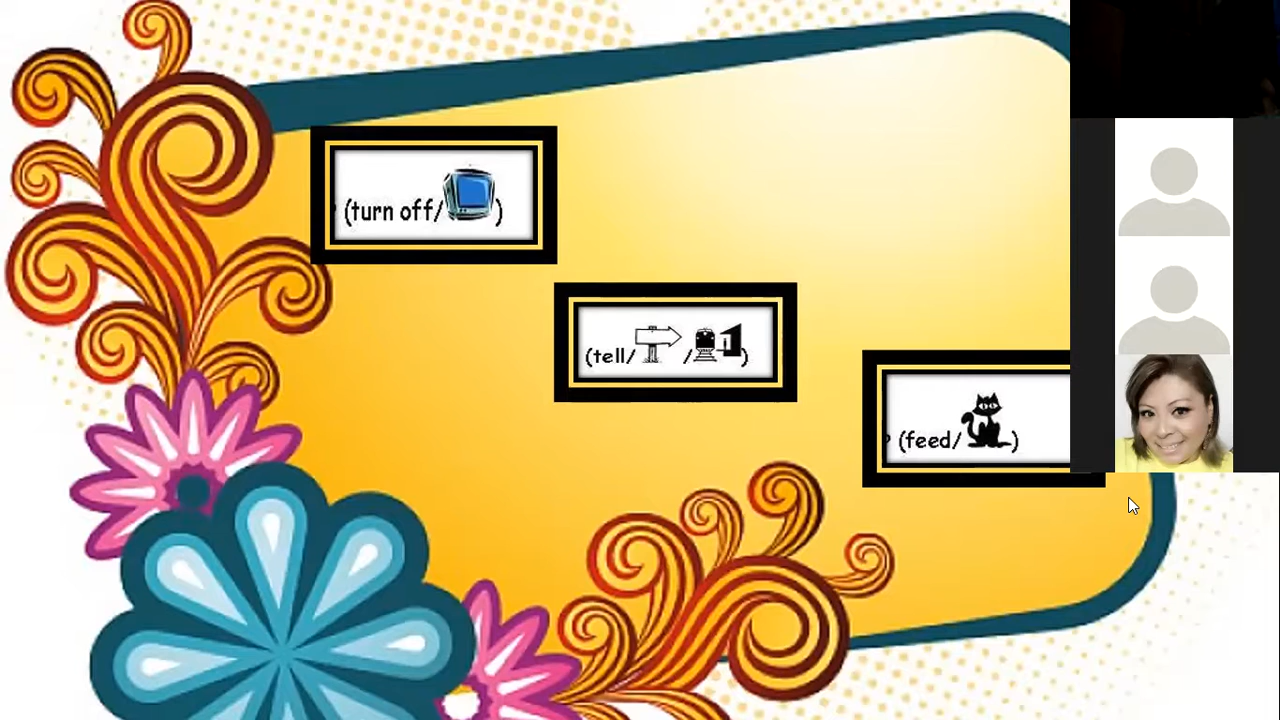 (turn off/ )
(tell/ / )
(feed/ )